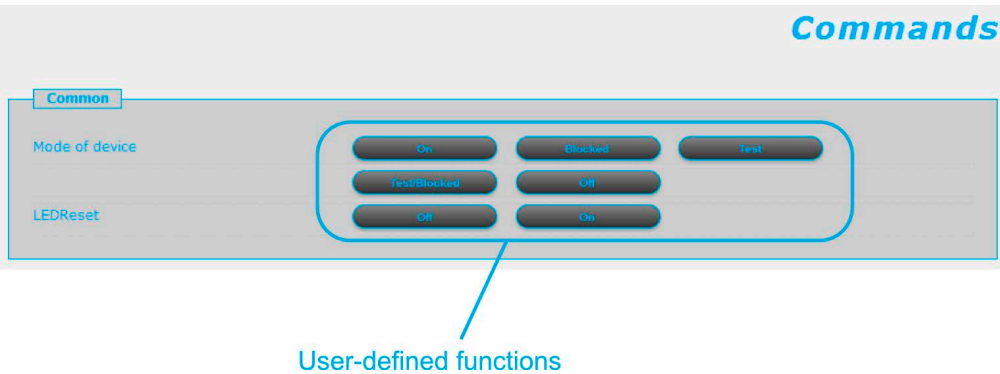 Commands
Common
Mode of device On Blocked Test
Test/Blocked Off
LEDReset Off On
User-defined functions